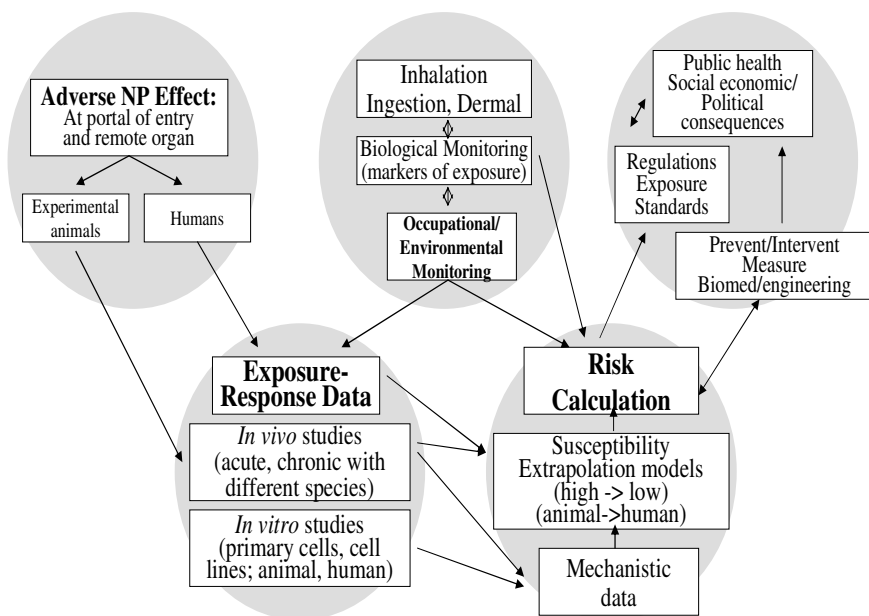 Adverse NP Effect:
At portal of entry
and remote organ
Experimental
animals
Humans
Inhalation
Ingestion, Dermal
Biological Monitoring
(markers of exposure)
Occupational/
Environmental
Monitoring
Public health
Social economic/
Political
consequences
Regulations
Exposure
Standards
Prevent/Intervent
Measure
Biomed/engineering
Exposure-
Response Data
In vivo studies
(acute, chronic with
different species)
In vitro studies
(primary cells, cell
lines; animal, human)
Risk
Calculation
Susceptibility
Extrapolation models
(high -> low)
(animal->human)
Mechanistic
data